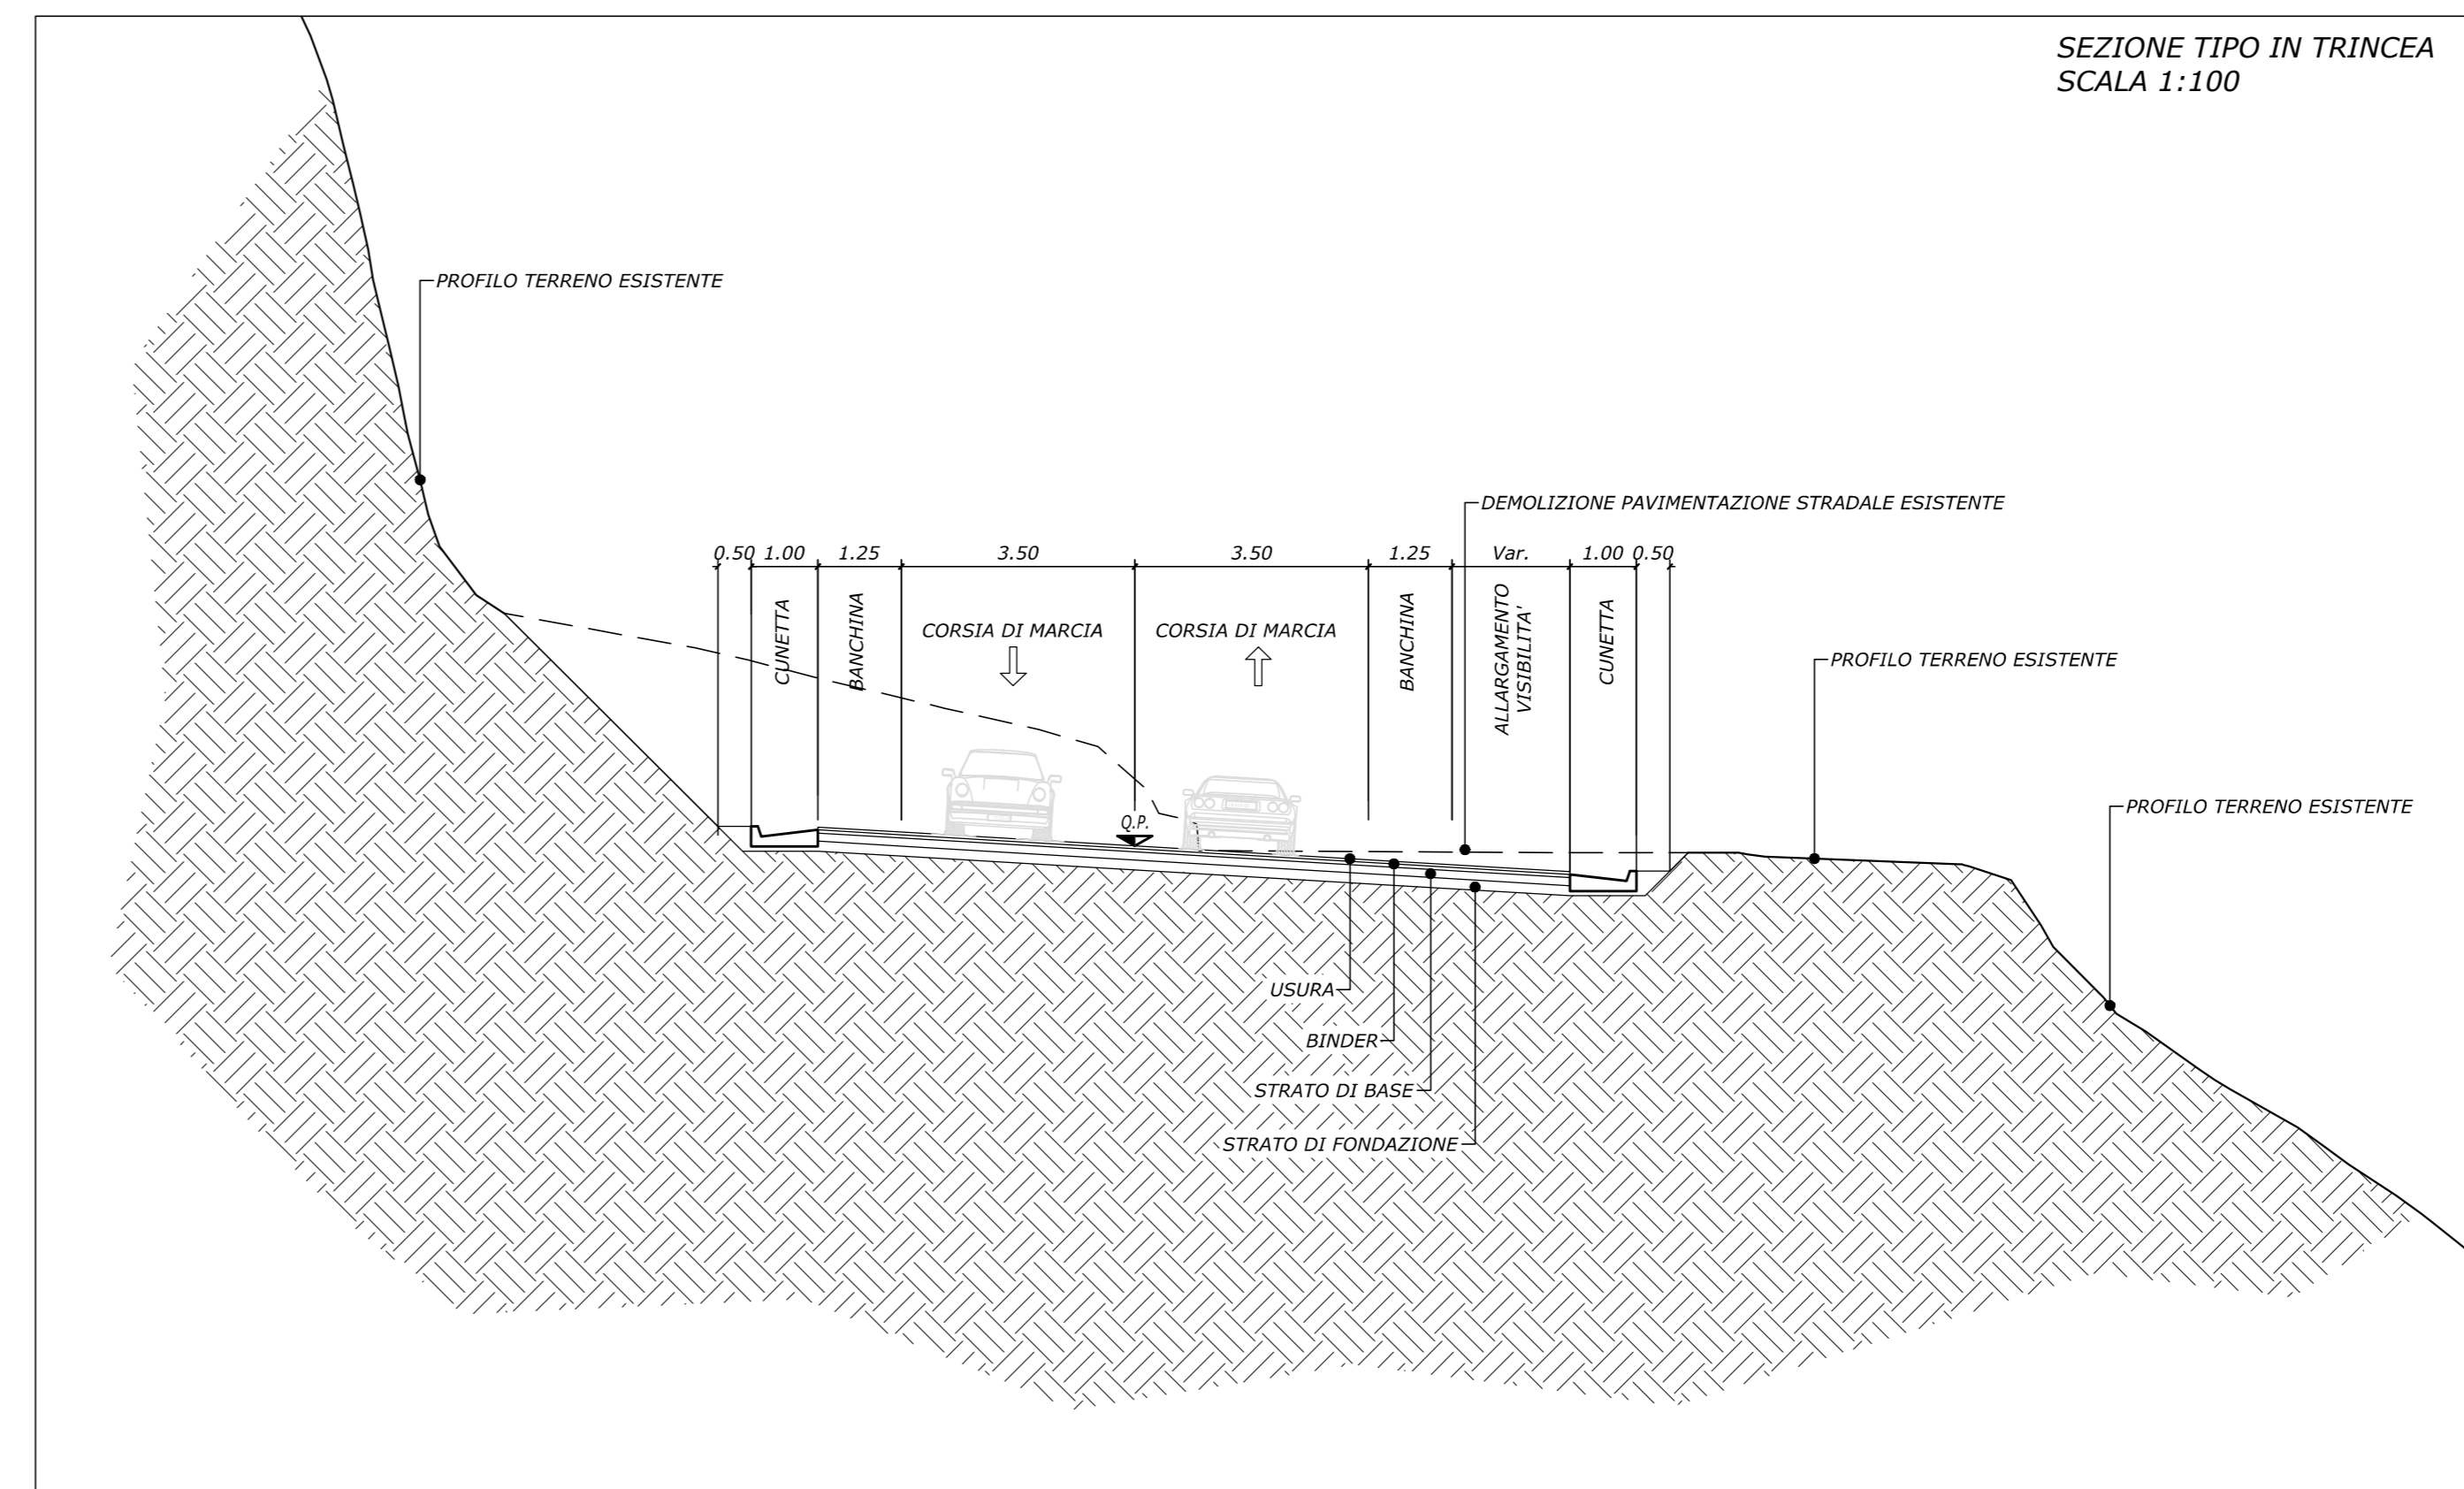 SEZIONE TIPO IN TRINCEA
SCALA 1:100
PROFILO TERRENO ESISTENTE
DEMOLIZIONE PAVIMENTAZIONE STRADALE ESISTENTE
0.50 1.00 1.25 3.50 3.50 1.25 Var. 1.00 0.50
CUNETTA
BANCHINA
CORSIA DI MARCIA
CORSIA DI MARCIA
BANCHINA
ALLARGAMENTO
VISIBILITA'
CUNETTA
PROFILO TERRENO ESISTENTE
PROFILO TERRENO ESISTENTE
Q.P.
USURA
BINDER
STRATO DI BASE
STRATO DI FONDAZIONE